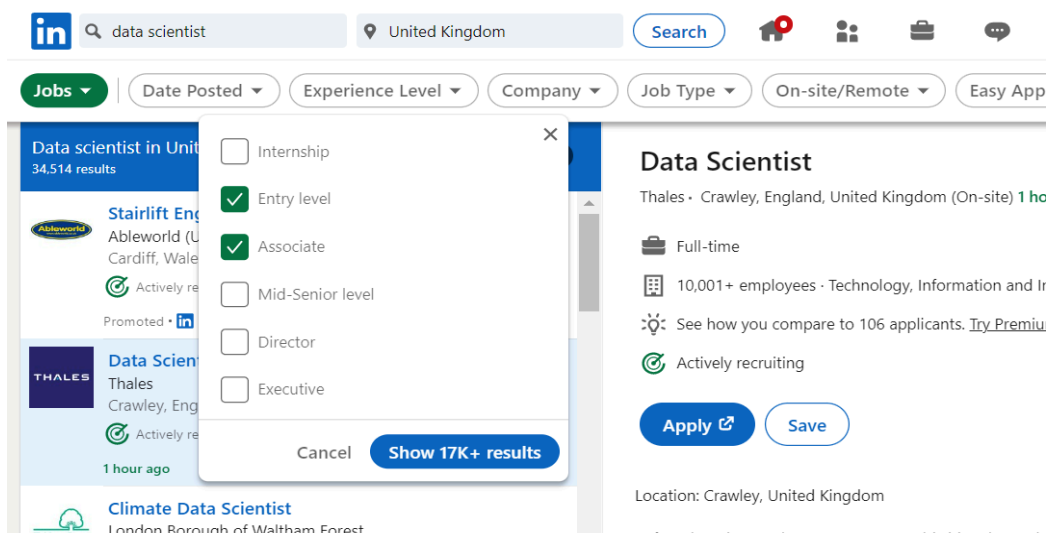 in data scientist United Kingdom Search
Jobs Date Posted Experience Level Company Job Type On-site/Remote Easy App
Data scientist in Unit
34,514 results
Internship
Entry level
Associate
Mid-Senior level
Director
Executive
Cancel Show 17K+ results
Ableworld
Stairlift Eng
Ableworld (U
Cardiff, Wale
Actively re
Promoted • in
THALES
Data Scien
Thales
Crawley, Eng
Actively re
1 hour ago
Climate Data Scientist
London Borough of Waltham Forest
Data Scientist
Thales · Crawley, England, United Kingdom (On-site) 1 ho
Full-time
10,001+ employees · Technology, Information and I
See how you compare to 106 applicants. Try Premiu
Actively recruiting
Apply Save
Location: Crawley, United Kingdom